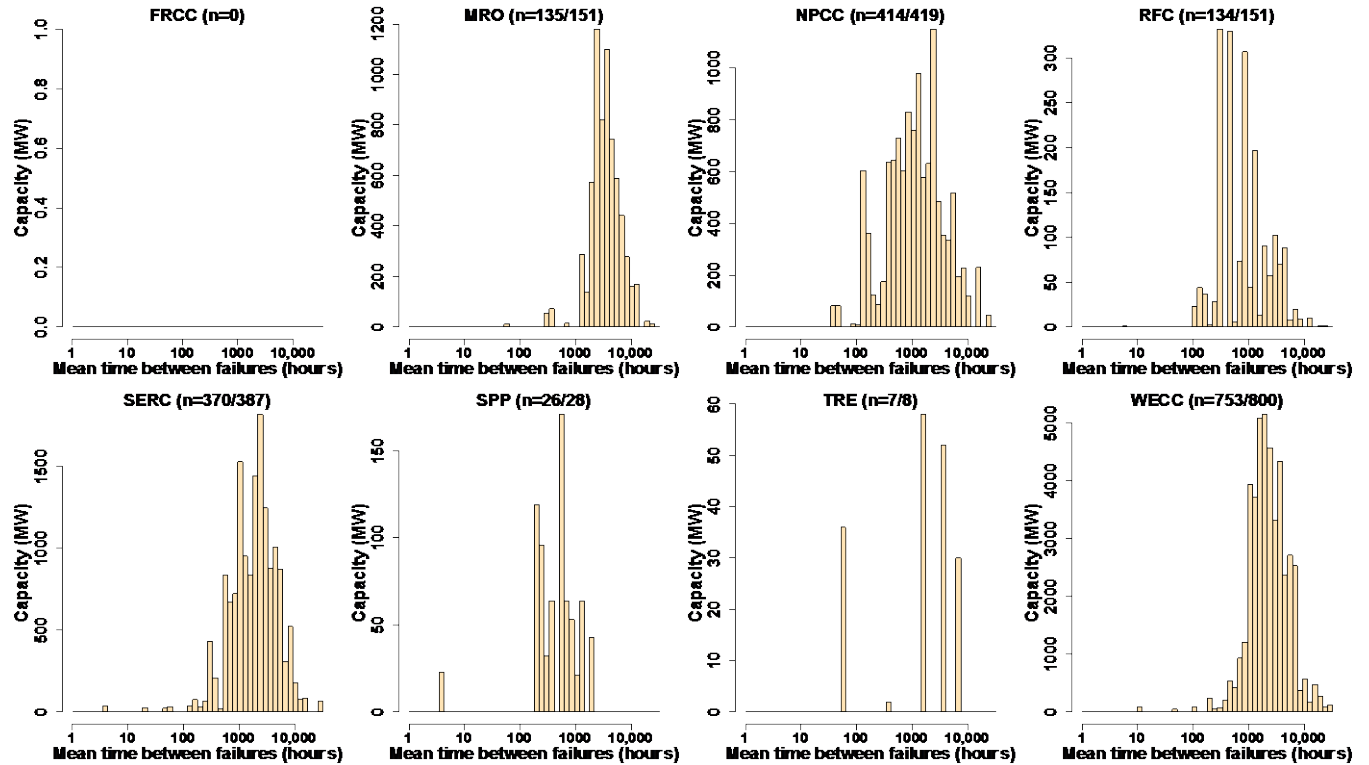 FRCC (n=0)
Capacity (MW)
0.0 0.2 0.4 0.6 0.8 1.0
1 10 100 1000 10,000
Mean time between failures (hours)
MRO (n=135/151)
Capacity (MW)
0 200 400 600 800 1000 1200
1 10 100 1000 10,000
Mean time between failures (hours)
NPCC (n=414/419)
Capacity (MW)
0 200 400 600 800 1000
1 10 100 1000 10,000
Mean time between failures (hours)
RFC (n=134/151)
Capacity (MW)
0 50 100 150 200 250 300
1 10 100 1000 10,000
Mean time between failures (hours)
SERC (n=370/387)
Capacity (MW)
0 500 1000 1500
1 10 100 1000 10,000
Mean time between failures (hours)
SPP (n=26/28)
Capacity (MW)
0 50 100 150
1 10 100 1000 10,000
Mean time between failures (hours)
TRE (n=7/8)
Capacity (MW)
0 10 20 30 40 50 60
1 10 100 1000 10,000
Mean time between failures (hours)
WECC (n=753/800)
Capacity (MW)
0 1000 2000 3000 4000 5000
1 10 100 1000 10,000
Mean time between failures (hours)